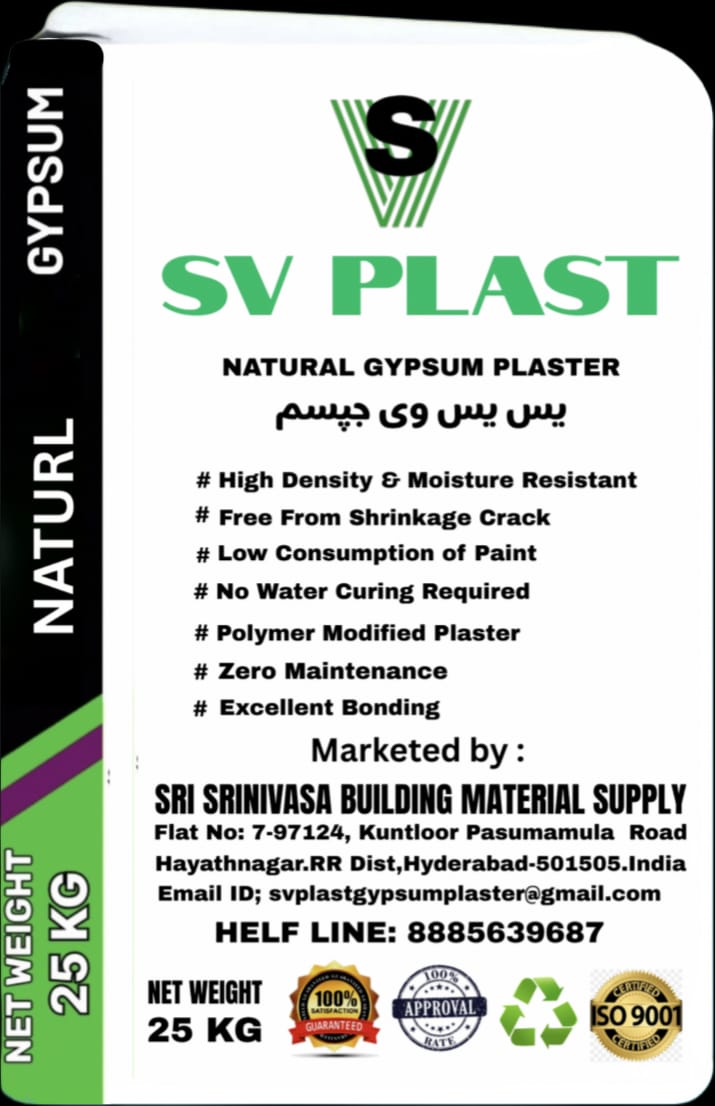 GYPSUM
NATURL
NET WEIGHT
25 KG
S
SV PLAST
NATURAL GYPSUM PLASTER
یس یس وی جپسم
# High Density & Moisture Resistant
# Free From Shrinkage Crack
# Low Consumption of Paint
# No Water Curing Required
# Polymer Modified Plaster
# Zero Maintenance
# Excellent Bonding
Marketed by :
SRI SRINIVASA BUILDING MATERIAL SUPPLY
Flat No: 7-97124, Kuntloor Pasumamula Road
Hayathnagar.RR Dist,Hyderabad-501505.India
Email ID; svplastgypsumplaster@gmail.com
HELF LINE: 8885639687
NET WEIGHT
25 KG
100%
SATISFACTION
GUARANTEED
100%
APPROVAL
RATE
CERTIFIED
ISO 9001
CERTIFIED